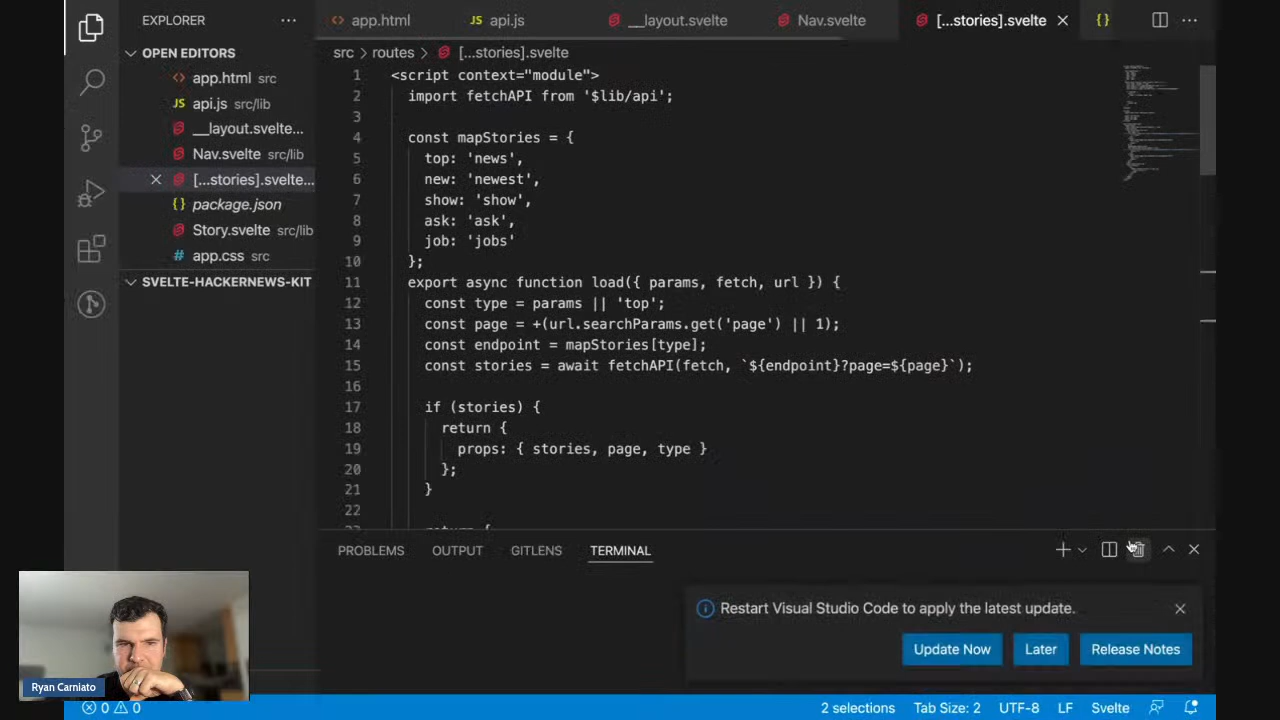 EXPLORER
app.html
JS api.js
__layout.svelte
Nav.svelte
[...stories].svelte
{}
OPEN EDITORS
app.html src
JS api.js src/lib
__layout.svelte...
Nav.svelte src/lib
[...stories].svelte...
{} package.json
Story.svelte src/lib
# app.css src
SVELTE-HACKERNEWS-KIT
src > routes > [...stories].svelte
1 <script context="module">
2 import fetchAPI from '$lib/api';
3
4 const mapStories = {
5 top: 'news',
6 new: 'newest',
7 show: 'show',
8 ask: 'ask',
9 job: 'jobs'
10 };
11 export async function load({ params, fetch, url }) {
12 const type = params || 'top';
13 const page = +(url.searchParams.get('page') || 1);
14 const endpoint = mapStories[type];
15 const stories = await fetchAPI(fetch, `${endpoint}?page=${page}`);
16
17 if (stories) {
18 return {
19 props: { stories, page, type }
20 };
21 }
22
PROBLEMS OUTPUT GITLENS TERMINAL
Restart Visual Studio Code to apply the latest update.
Update Now Later Release Notes
Ryan Carniato
0 0 2 selections Tab Size: 2 UTF-8 LF Svelte